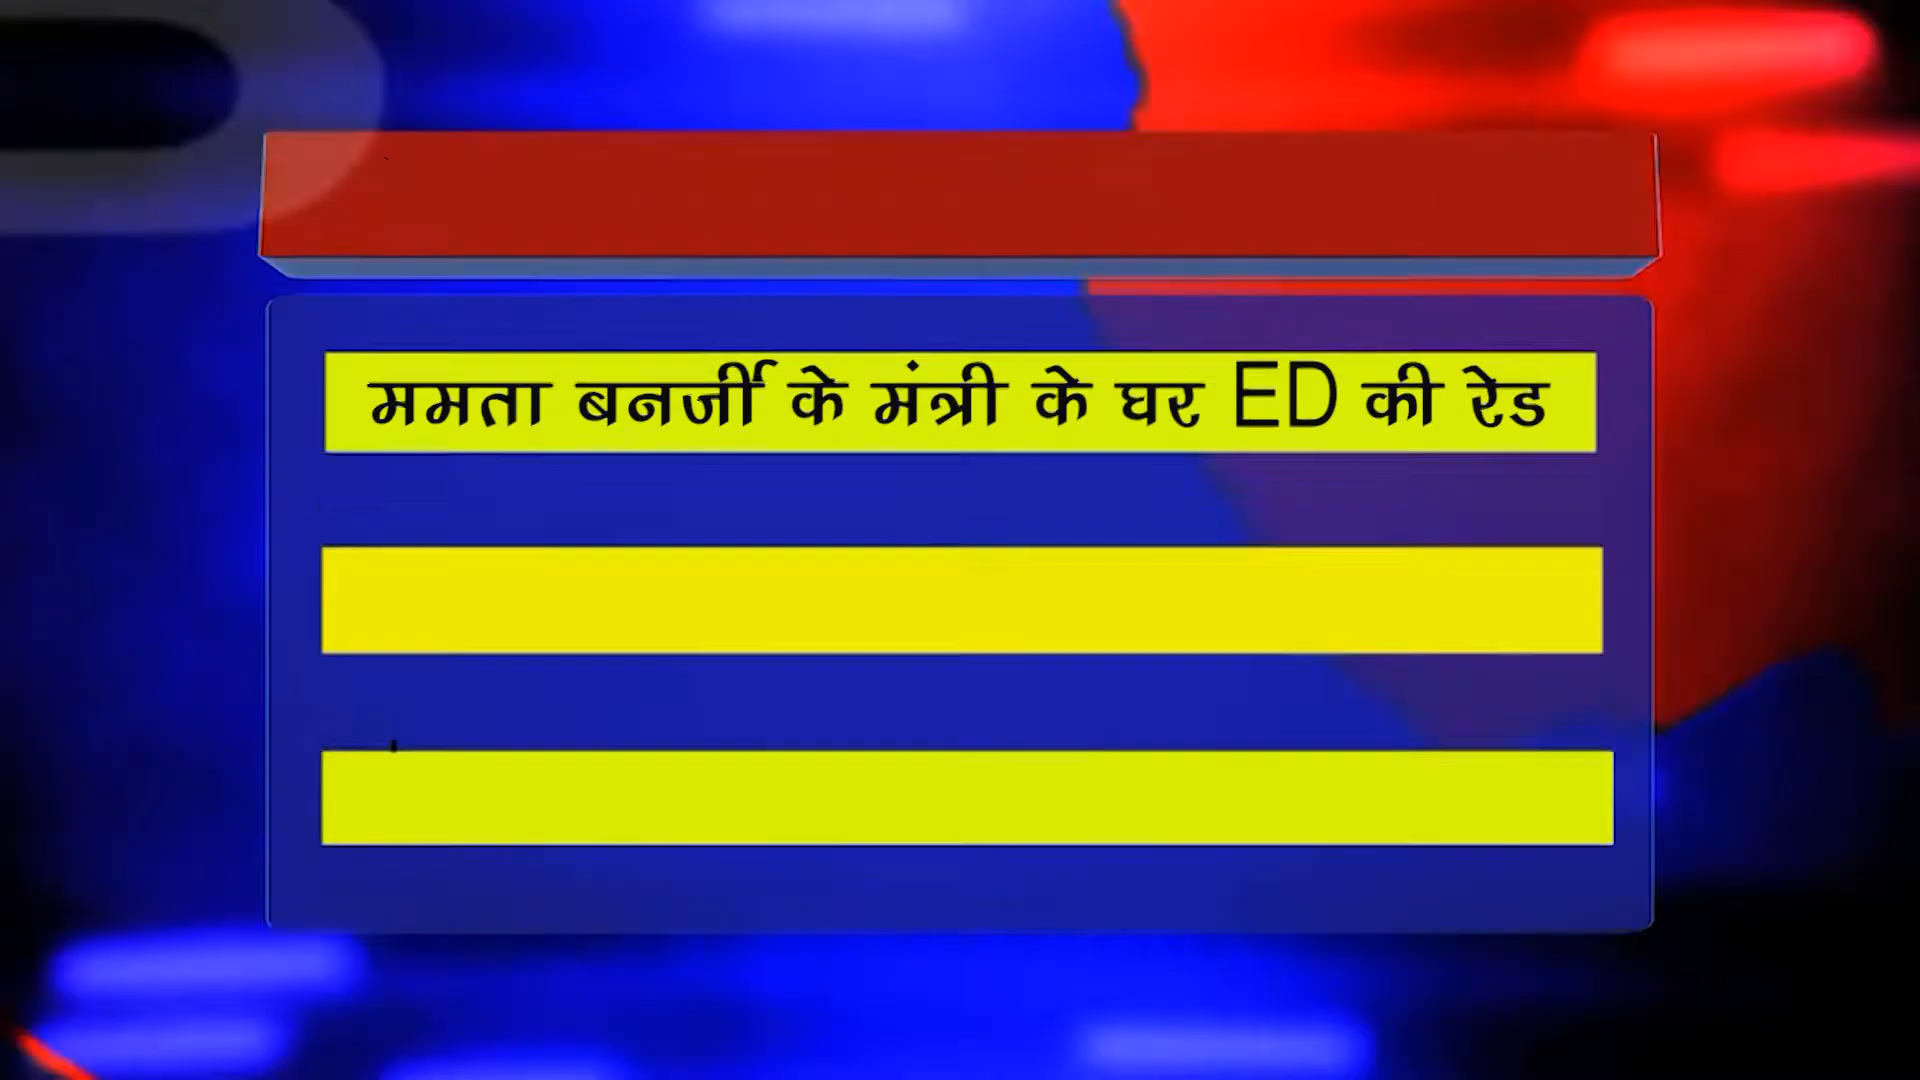 ममता बनर्जी के मंत्री के घर ED की रेड